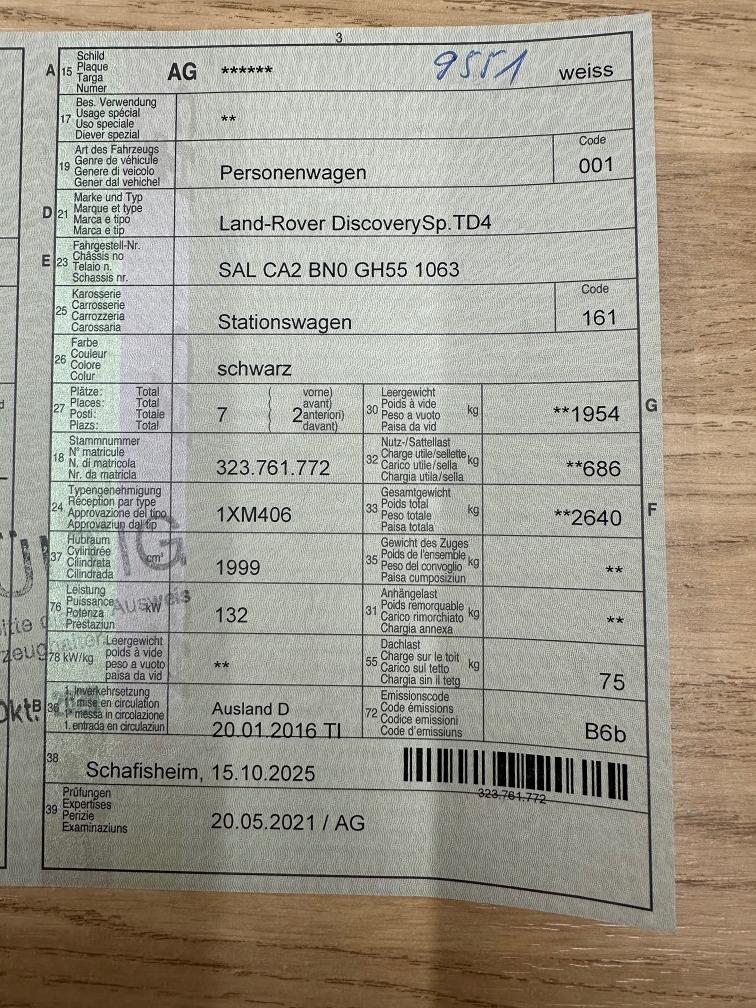 3
A 15 Schild
Plaque
Targa
Numer
AG ****** 9551 weiss
17 Bes. Verwendung
Usage spécial
Uso speciale
Diever spezial
**
19 Art des Fahrzeugs
Genre de véhicule
Genere di veicolo
Gener dal vehichel
Personenwagen
Code
001
D 21 Marke und Typ
Marque et type
Marca e tipo
Marca e tip
Land-Rover DiscoverySp.TD4
E 23 Fahrgestell-Nr.
Châssis no
Telaio n.
Schassis nr.
SAL CA2 BN0 GH55 1063
25 Karosserie
Carrosserie
Carrozzeria
Carossaria
Stationswagen
Code
161
26 Farbe
Couleur
Colore
Colur
schwarz
27 Plätze: Total
Places: Total
Posti: Totale
Plazs: Total
7
( vorne)
( avant)
2 anteriori)
( davant)
30 Leergewicht
Poids à vide
Peso a vuoto
Paisa da vid
kg
**1954
G
18 Stammnummer
N° matricule
N. di matricola
Nr. da matricla
323.761.772
32 Nutz-/Sattellast
Charge utile/sellette
Carico utile/sella
Chargia utila/sella
kg
**686
24 Typengenehmigung
Réception par type
Approvazione del tipo
Approvaziun dal tip
1XM406
33 Gesamtgewicht
Poids total
Peso totale
Paisa totala
kg
**2640
F
37 Hubraum
Cylindrée
Cilindrata
Cilindrada
cm³
1999
35 Gewicht des Zuges
Poids de l'ensemble
Peso del convoglio
Paisa cumposiziun
kg
**
76 Leistung
Puissance
Potenza
Prestaziun
kW
132
Ausweis
31 Anhängelast
Poids remorquable
Carico rimorchiato
Chargia annexa
kg
**
78 kW/kg Leergewicht
poids à vide
peso a vuoto
paisa da vid
**
55 Dachlast
Charge sur le toit
Carico sul tetto
Chargia sin il tetg
kg
75
B 36 1. Inverkehrsetzung
1re mise en circulation
1a messa in circolazione
1. entrada en circulaziun
Ausland D
20.01.2016 TI
72 Emissionscode
Code émissions
Codice emissioni
Code d'emissiuns
B6b
38
Schafisheim, 15.10.2025
323.761.772
39 Prüfungen
Expertises
Perizie
Examinaziuns
20.05.2021 / AG